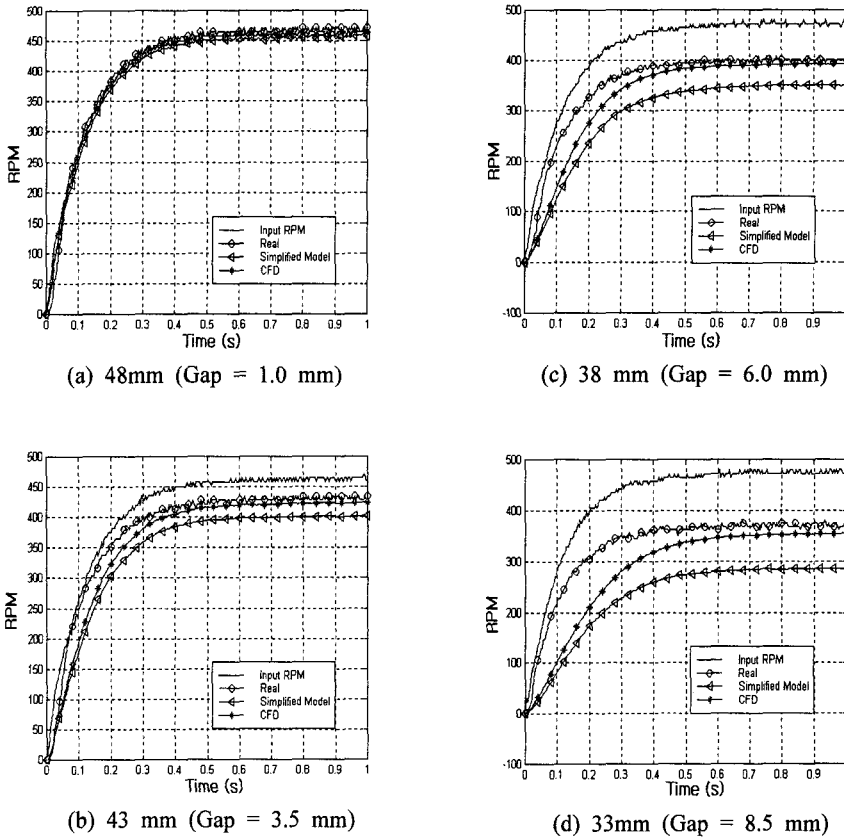 500
450
400
350
300
250
200
150
100
50
0
RPM
Input RPM
Real
Simplified Model
CFD
0 0.1 0.2 0.3 0.4 0.5 0.6 0.7 0.8 0.9 1
Time (s)
(a) 48mm (Gap = 1.0 mm)
500
400
300
200
100
0
-100
RPM
Input RPM
Real
Simplified Model
CFD
0 0.1 0.2 0.3 0.4 0.5 0.6 0.7 0.8 0.9
Time (s)
(c) 38 mm (Gap = 6.0 mm)
500
450
400
350
300
250
200
150
100
50
0
RPM
Input RPM
Real
Simplified Model
CFD
0 0.1 0.2 0.3 0.4 0.5 0.6 0.7 0.8 0.9 1
Time (s)
(b) 43 mm (Gap = 3.5 mm)
500
400
300
200
100
0
-100
RPM
Input RPM
Real
Simplified Model
CFD
0 0.1 0.2 0.3 0.4 0.5 0.6 0.7 0.8 0.9
Time (s)
(d) 33mm (Gap = 8.5 mm)